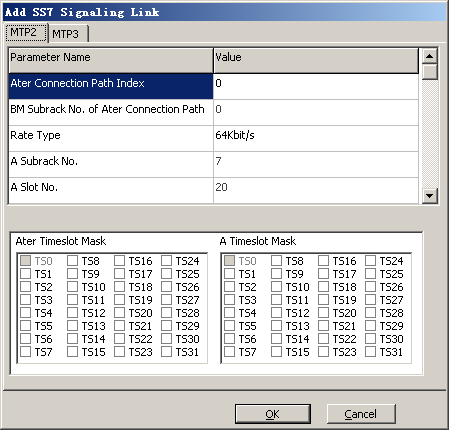 Add SS7 Signaling Link
MTP2 MTP3
Parameter Name Value
Ater Connection Path Index 0
BM Subrack No. of Ater Connection Path 0
Rate Type 64Kbit/s
A Subrack No. 7
A Slot No. 20
Ater Timeslot Mask A Timeslot Mask
TS0 TS8 TS16 TS24 TS0 TS8 TS16 TS24
TS1 TS9 TS17 TS25 TS1 TS9 TS17 TS25
TS2 TS10 TS18 TS26 TS2 TS10 TS18 TS26
TS3 TS11 TS19 TS27 TS3 TS11 TS19 TS27
TS4 TS12 TS20 TS28 TS4 TS12 TS20 TS28
TS5 TS13 TS21 TS29 TS5 TS13 TS21 TS29
TS6 TS14 TS22 TS30 TS6 TS14 TS22 TS30
TS7 TS15 TS23 TS31 TS7 TS15 TS23 TS31
OK Cancel